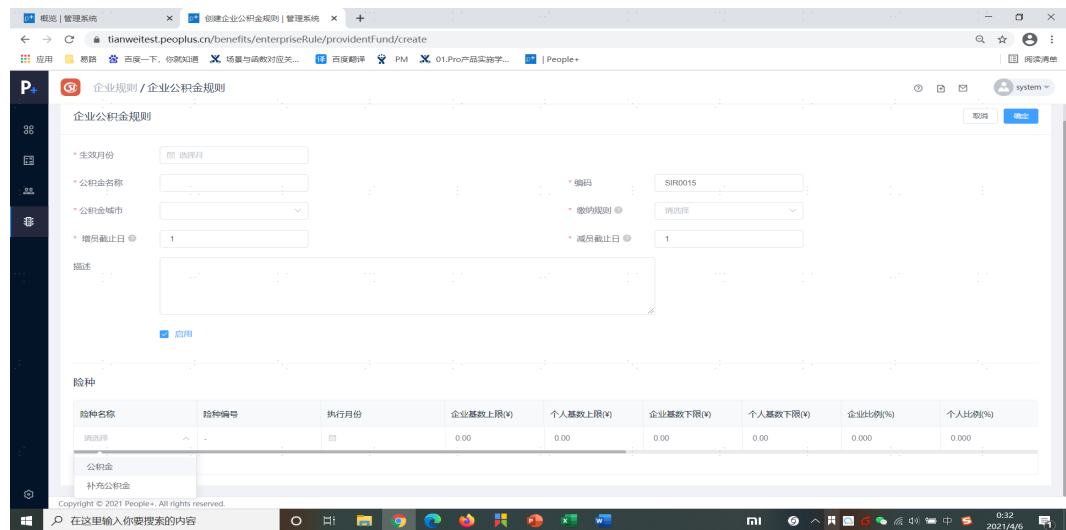 概览 | 管理系统 × 创建企业公积金规则 | 管理系统 × +
tianweitest.peoplus.cn/benefits/enterpriseRule/providentFund/create
应用 易路 百度一下，你就知道 场景与函数对应关... 百度翻译 PM 01.Pro产品实施学... | People+ 阅读清单
P+ 企业规则 / 企业公积金规则 system
企业公积金规则 取消 确定
* 生效月份 选择月
* 公积金名称 * 编码 SIR0015
* 公积金城市 * 缴纳规则 请选择
* 增员截止日 1 * 减员截止日 1
描述
启用
险种
险种名称 险种编号 执行月份 企业基数上限(¥) 个人基数上限(¥) 企业基数下限(¥) 个人基数下限(¥) 企业比例(%) 个人比例(%)
请选择 - 0.00 0.00 0.00 0.00 0.000 0.000
公积金
补充公积金
Copyright © 2021 People+. All rights reserved.
在这里输入你要搜索的内容 中 0:32
2021/4/6